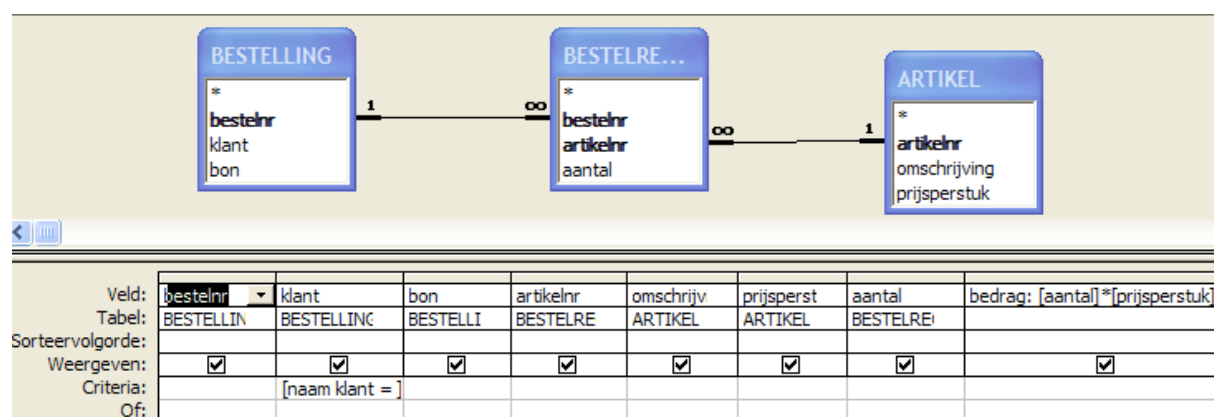 BESTELLING BESTELRE... ARTIKEL
* * *
bestelnr bestelnr artikelnr
klant artikelnr omschrijving
bon aantal prijsperstuk
1 ∞ ∞ 1
Veld: bestelnr klant bon artikelnr omschrijv prijsperst aantal bedrag: [aantal]*[prijsperstuk]
Tabel: BESTELLIN BESTELLING BESTELLI BESTELRE ARTIKEL ARTIKEL BESTELRE
Sorteervolgorde:
Weergeven:
Criteria: [naam klant = ]
Of: